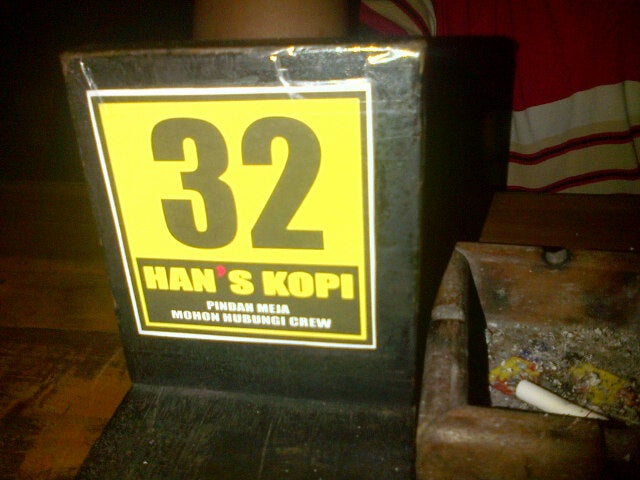 32
HAN'S KOPI
PINDAH MEJA
MOHON HUBUNGI CREW